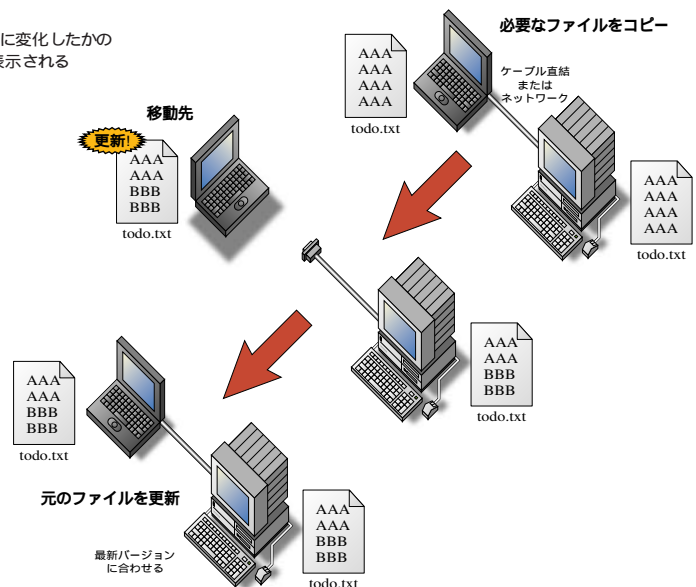 に変化したかの
表示される
必要なファイルをコピー
AAA
AAA
AAA
AAA
todo.txt
ケーブル直結
または
ネットワーク
AAA
AAA
AAA
AAA
todo.txt
移動先
更新!
AAA
AAA
BBB
BBB
todo.txt
AAA
AAA
BBB
BBB
todo.txt
AAA
AAA
BBB
BBB
todo.txt
元のファイルを更新
最新バージョン
に合わせる
AAA
AAA
BBB
BBB
todo.txt